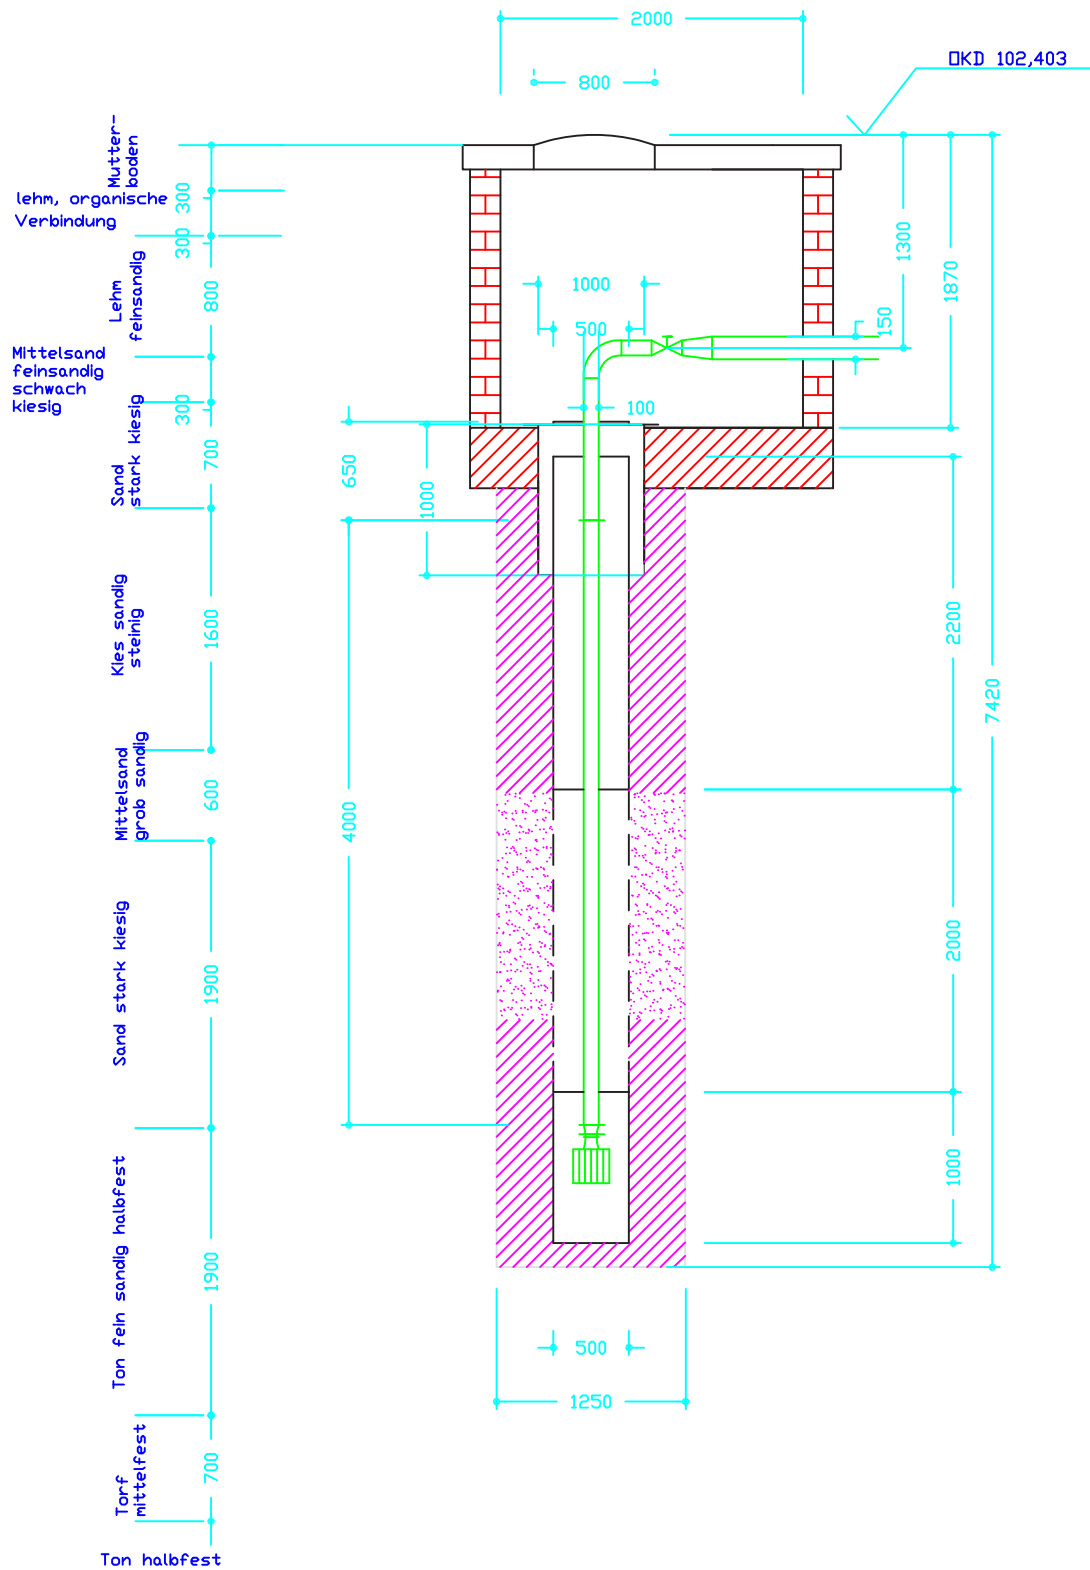 2000
OKD 102,403
800
Mutter-
boden
300
lehm, organische
Verbindung
300
1300
1870
Lehm
feinsandig
800
1000
150
500
Mittelsand
feinsandig
schwach
kiesig
300
100
Sand
stark kiesig
700
650
1000
Kies sandig
steinig
1600
2200
7420
Mittelsand
grob sandig
600
4000
Sand stark kiesig
1900
2000
Ton fein sandig halbfest
1900
1000
500
1250
Torf
mittelfest
700
Ton halbfest